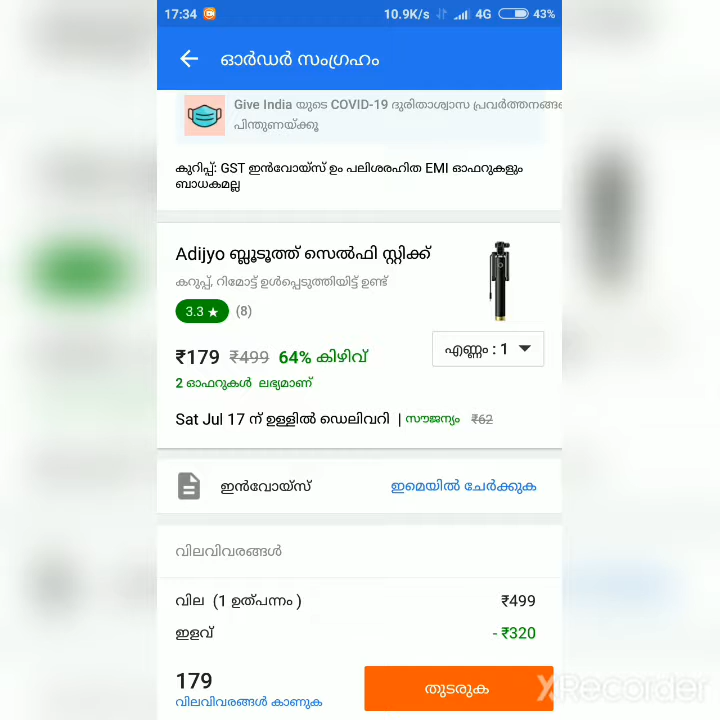 17:34 10.9K/s 4G 43%
ഓർഡർ സംഗ്രഹം
Give India യുടെ COVID-19 ദുരിതാശ്വാസ പ്രവർത്തനങ്ങ
പിന്തുണയ്ക്കൂ
കുറിപ്പ്: GST ഇൻവോയ്സ് ഉം പലിശരഹിത EMI ഓഫറുകളും
ബാധകമല്ല
Adijyo ബ്ലൂടൂത്ത് സെൽഫി സ്റ്റിക്ക്
കറുപ്പ്, റിമോട്ട് ഉൾപ്പെടുത്തിയിട്ട് ഉണ്ട്
3.3 ★ (8)
₹179 ₹499 64% കിഴിവ്
എണ്ണം : 1
2 ഓഫറുകൾ ലഭ്യമാണ്
Sat Jul 17 ന് ഉള്ളിൽ ഡെലിവറി | സൗജന്യം ₹62
ഇൻവോയ്സ് ഇമെയിൽ ചേർക്കുക
വിലവിവരങ്ങൾ
വില (1 ഉത്പന്നം ) ₹499
ഇളവ് - ₹320
179
വിലവിവരങ്ങൾ കാണുക
തുടരുക
XRecorder